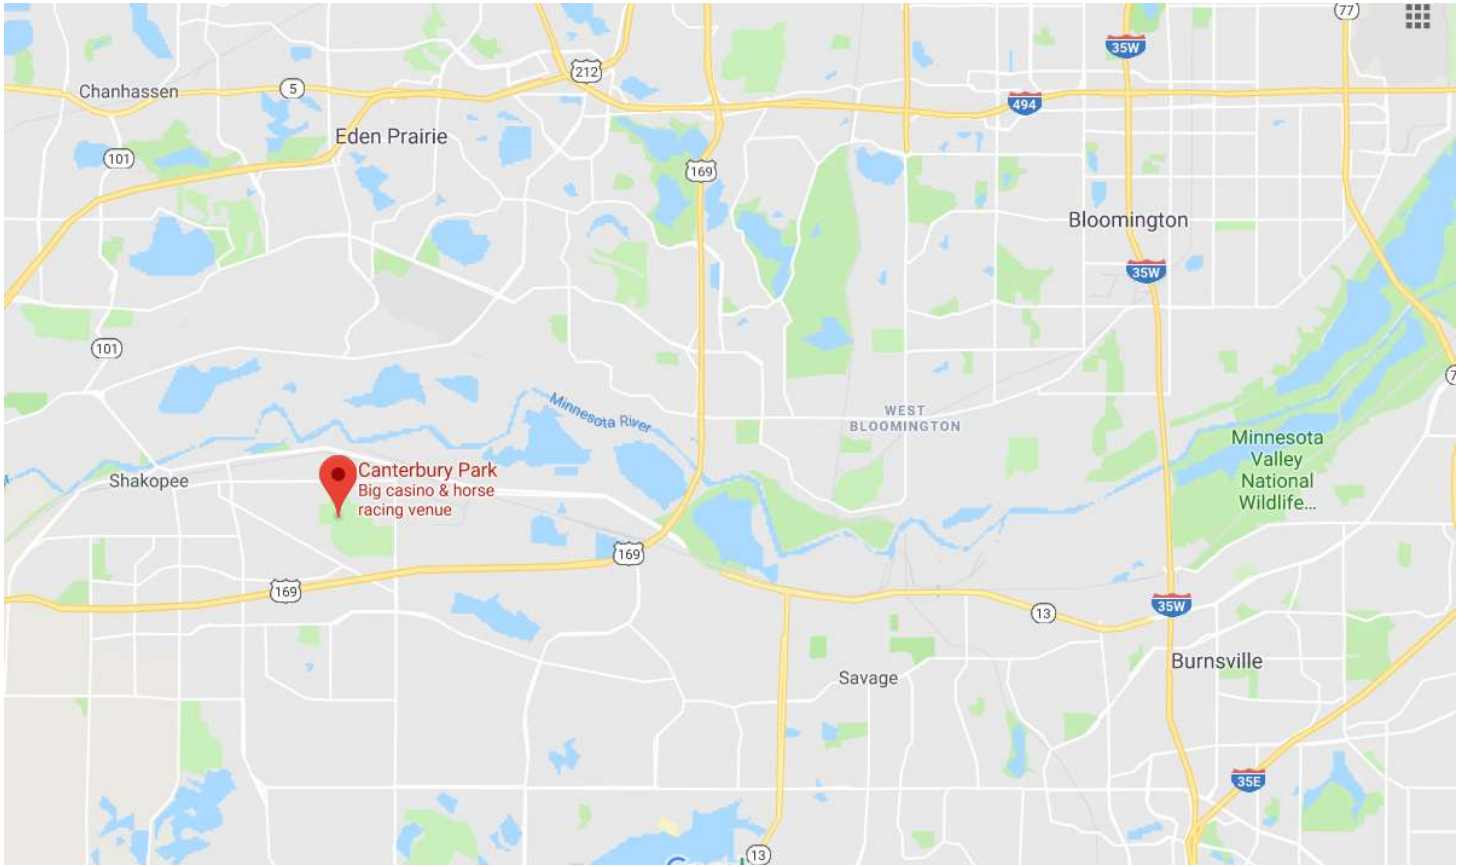 77
35W
212
Chanhassen
5
494
Eden Prairie
101
169
Bloomington
35W
101
Minnesota River
WEST
BLOOMINGTON
Minnesota
Valley
National
Wildlife...
Canterbury Park
Big casino & horse
racing venue
Shakopee
169
169
13
35W
Burnsville
Savage
35E
13